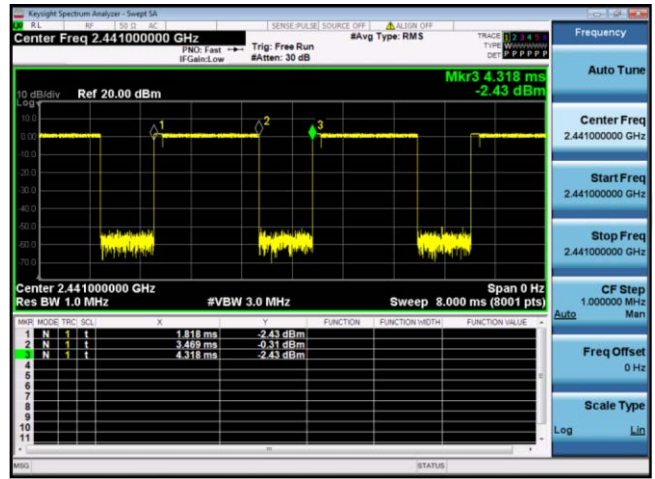 Keysight Spectrum Analyzer - Swept SA
RL RF 50 Ω AC SENSE:PULSE SOURCE OFF ALIGN OFF
Center Freq 2.441000000 GHz #Avg Type: RMS TRACE 1 2 3 4 5 6
PNO: Fast Trig: Free Run TYPE WWWWWW
IFGain:Low #Atten: 30 dB DET P P P P P P
Mkr3 4.318 ms
-2.43 dBm
10 dB/div Ref 20.00 dBm
Log
10.0
0.00
-10.0
-20.0
-30.0
-40.0
-50.0
-60.0
-70.0
1
2
3
Center 2.441000000 GHz Span 0 Hz
Res BW 1.0 MHz #VBW 3.0 MHz Sweep 8.000 ms (8001 pts)
MKR MODE TRC SCL X Y FUNCTION FUNCTION WIDTH FUNCTION VALUE
1 N 1 t 1.818 ms -2.43 dBm
2 N 1 t 3.469 ms -0.31 dBm
3 N 1 t 4.318 ms -2.43 dBm
4
5
6
7
8
9
10
11
MSG STATUS
Frequency
Auto Tune
Center Freq
2.441000000 GHz
Start Freq
2.441000000 GHz
Stop Freq
2.441000000 GHz
CF Step
1.000000 MHz
Auto Man
Freq Offset
0 Hz
Scale Type
Log Lin